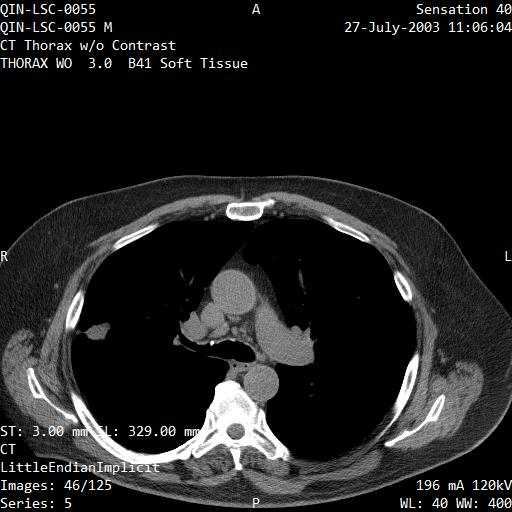 QIN-LSC-0055 A Sensation 40
QIN-LSC-0055 M 27-July-2003 11:06:04
CT Thorax w/o Contrast
THORAX WO 3.0 B41 Soft Tissue
R L
ST: 3.00 mm SL: 329.00 mm
CT
LittleEndianImplicit
Images: 46/125 196 mA 120kV
Series: 5 P WL: 40 WW: 400